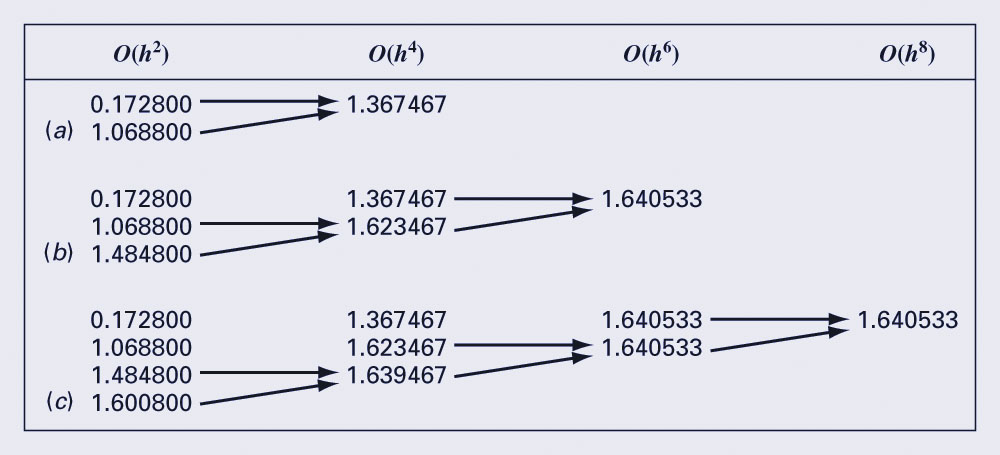 O(h²) O(h⁴) O(h⁶) O(h⁸)
0.172800 1.367467
(a) 1.068800
0.172800 1.367467 1.640533
1.068800 1.623467
(b) 1.484800
0.172800 1.367467 1.640533 1.640533
1.068800 1.623467 1.640533
1.484800 1.639467
(c) 1.600800